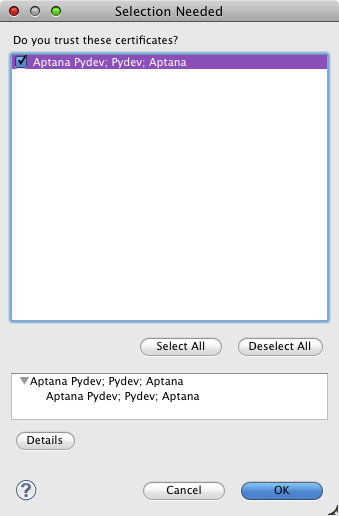 Selection Needed
Do you trust these certificates?
Aptana Pydev; Pydev; Aptana
Select All
Deselect All
Aptana Pydev; Pydev; Aptana
Aptana Pydev; Pydev; Aptana
Details
?
Cancel
OK